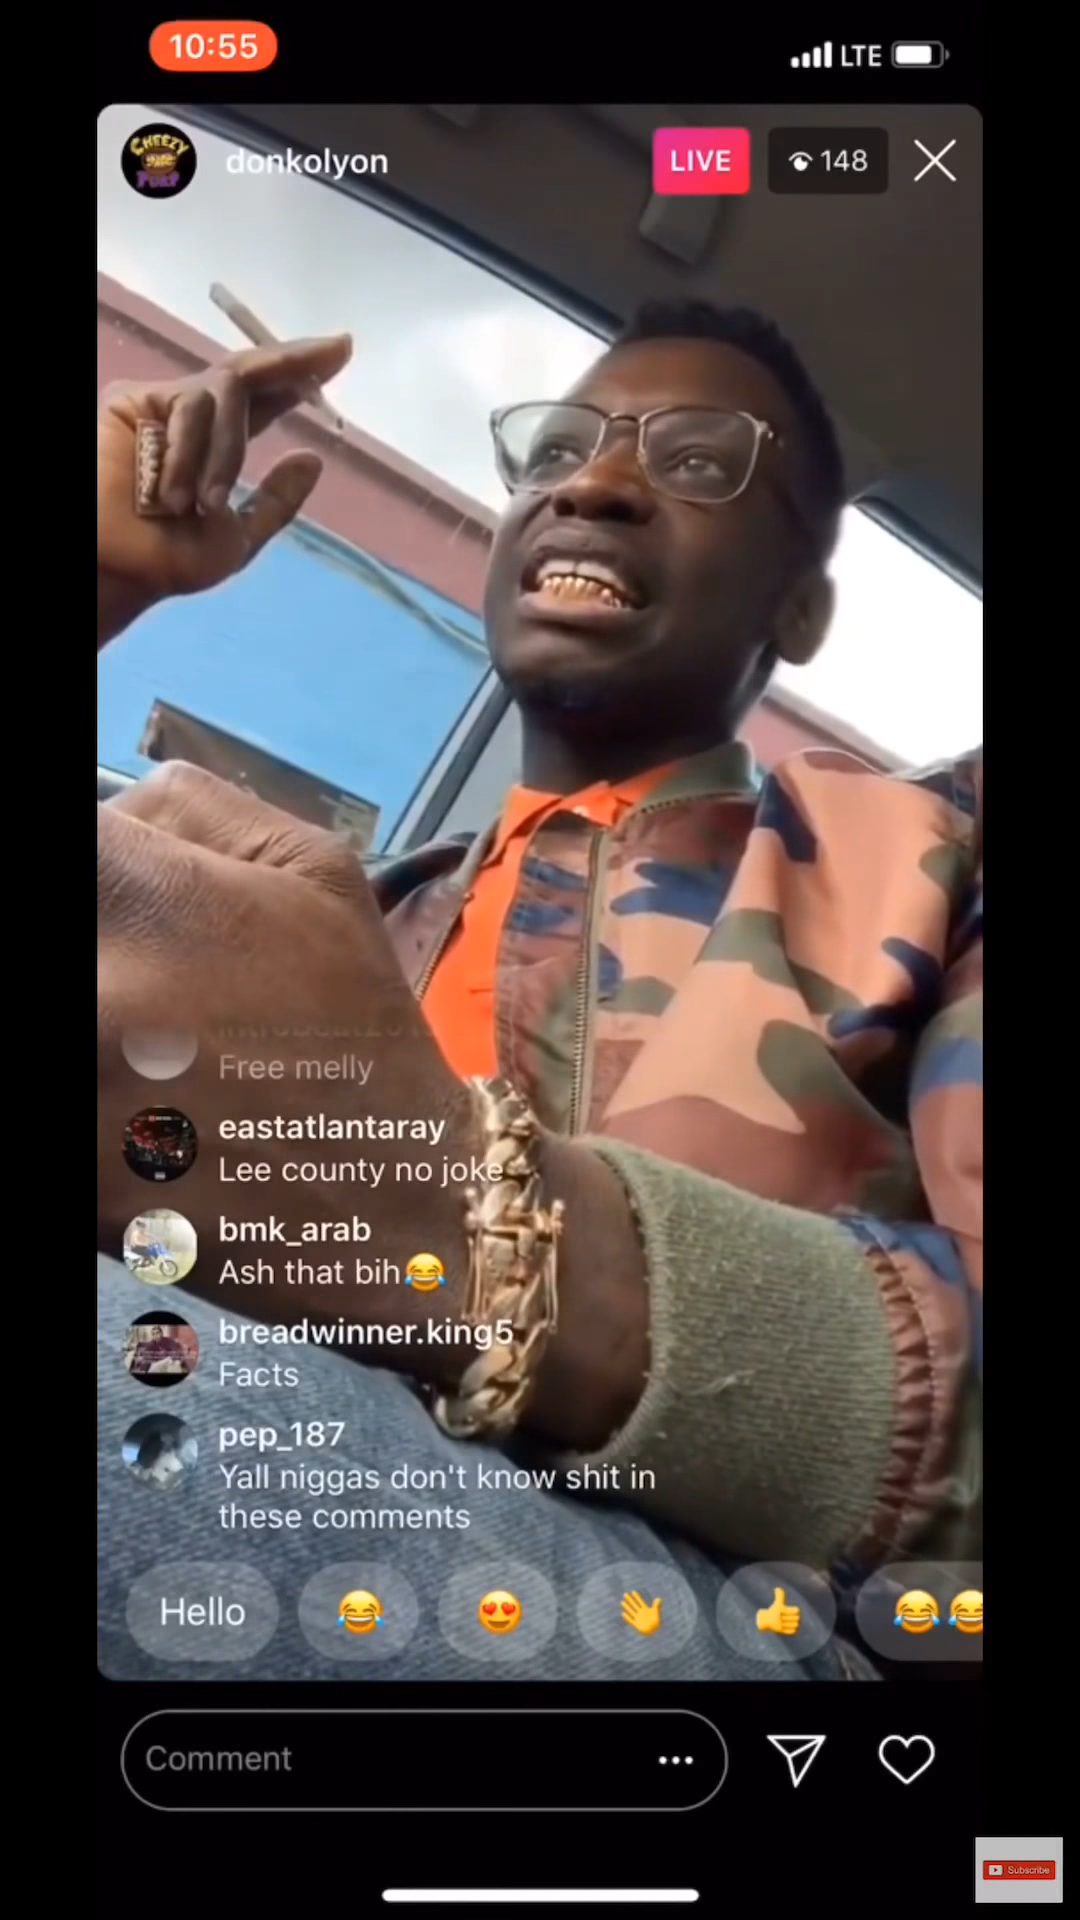 10:55
LTE
CHEEZY
donkolyon
LIVE
148
Free melly
eastatlantaray
Lee county no joke
bmk_arab
Ash that bih😂
breadwinner.king5
Facts
pep_187
Yall niggas don't know shit in
these comments
Hello
Comment
Subscribe